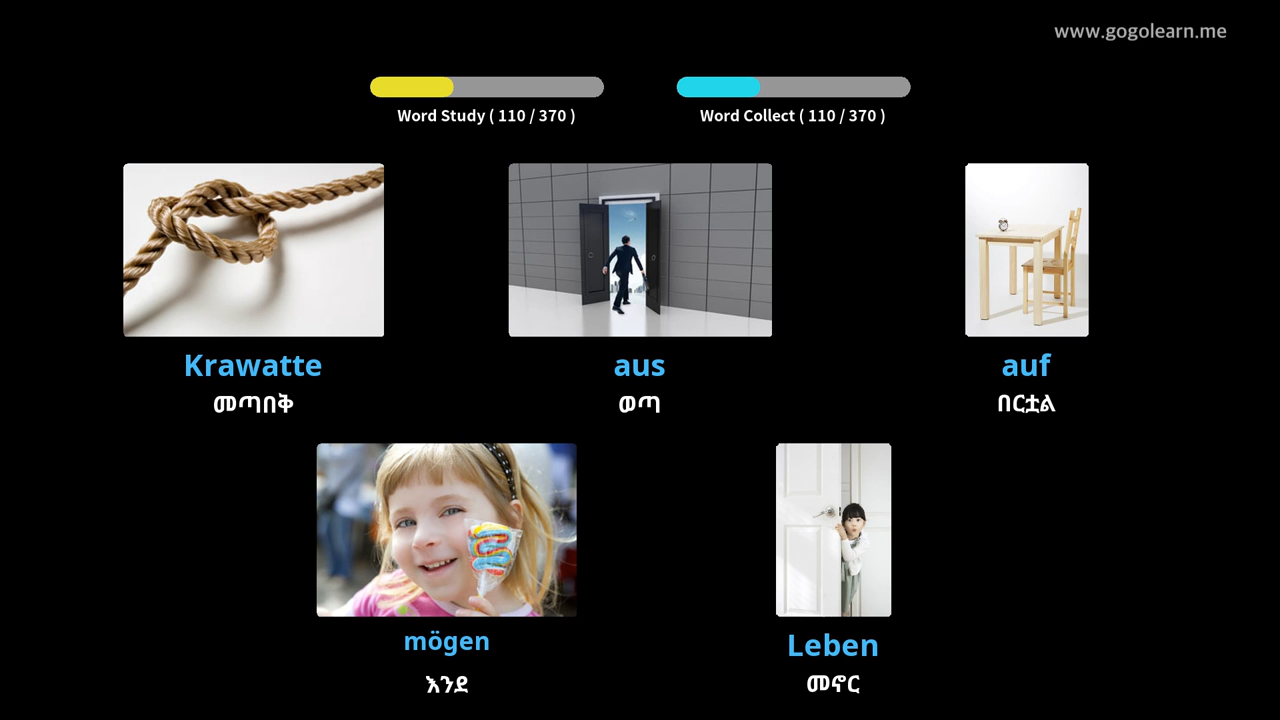 www.gogolearn.me
Word Study ( 110 / 370 )
Word Collect ( 110 / 370 )
Krawatte
መጣበቅ
aus
ወጣ
auf
በርቷል
mögen
እንደ
Leben
መኖር